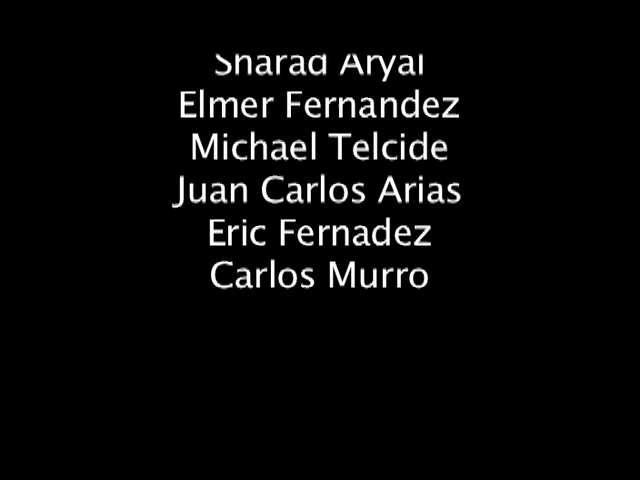 Sharad Aryal
Elmer Fernandez
Michael Telcide
Juan Carlos Arias
Eric Fernadez
Carlos Murro